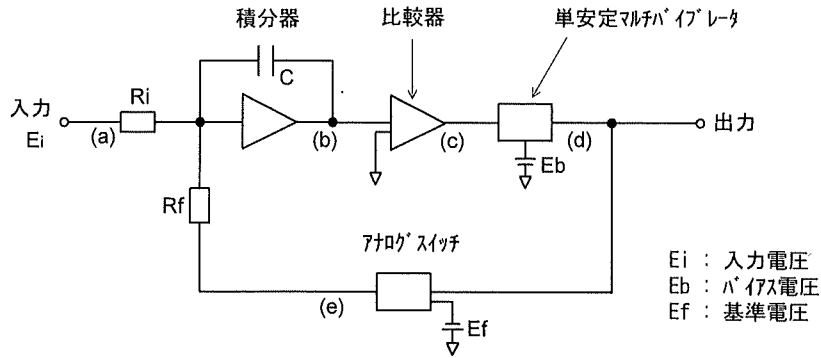 積分器
比較器
単安定ﾏﾙﾁﾊﾞｲﾌﾞﾚｰﾀ
C
Ri
入力
Ei
(a)
(b)
(c)
(d)
出力
Eb
Rf
ｱﾅﾛｸﾞｽｲｯﾁ
(e)
Ef
Ei : 入力電圧
Eb : ﾊﾞｲｱｽ電圧
Ef : 基準電圧